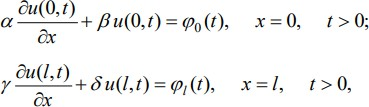 α ∂u(0,t)/∂x + β u(0,t) = φ₀(t), x = 0, t > 0;
γ ∂u(l,t)/∂x + δ u(l,t) = φₗ(t), x = l, t > 0,